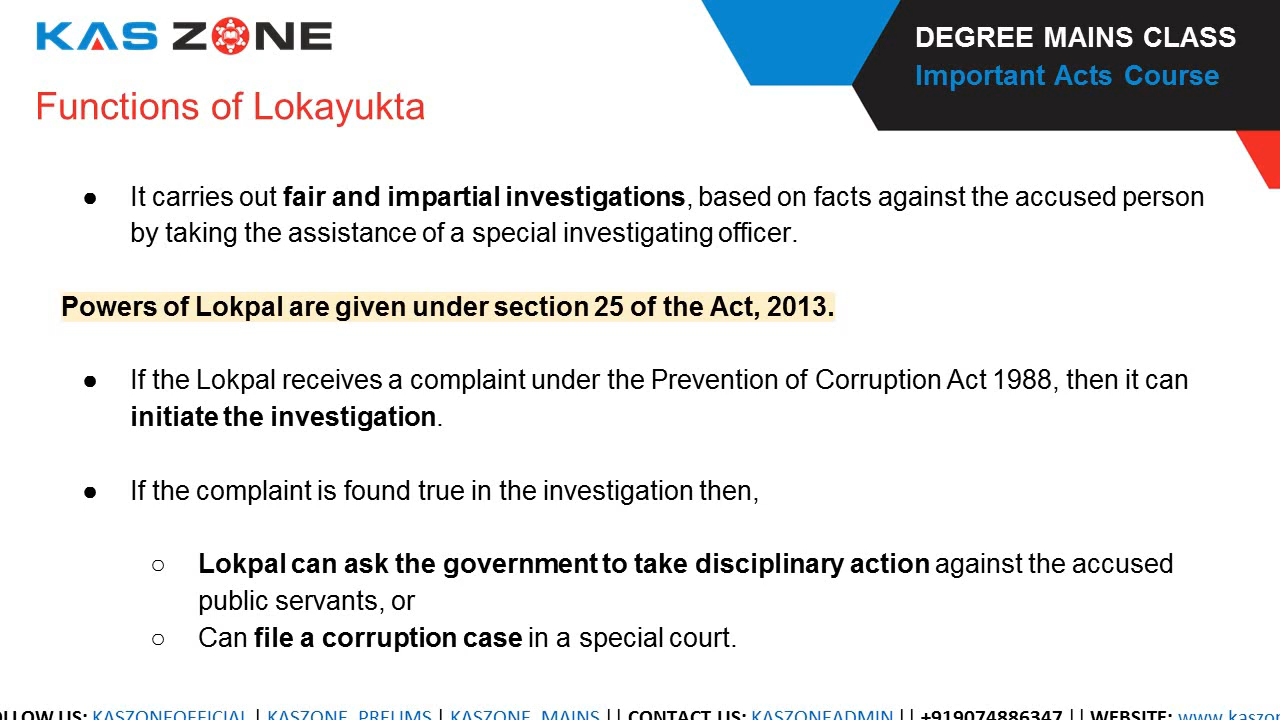 KAS ZONE
DEGREE MAINS CLASS
Important Acts Course
Functions of Lokayukta
● It carries out fair and impartial investigations, based on facts against the accused person
by taking the assistance of a special investigating officer.
Powers of Lokpal are given under section 25 of the Act, 2013.
● If the Lokpal receives a complaint under the Prevention of Corruption Act 1988, then it can
initiate the investigation.
● If the complaint is found true in the investigation then,
○ Lokpal can ask the government to take disciplinary action against the accused
public servants, or
○ Can file a corruption case in a special court.
US: KASZONEOFFICIAL | KASZONE_PRELIMS | KASZONE_MAINS || CONTACT US: KASZONEADMIN || +919074886347 || WEBSITE: